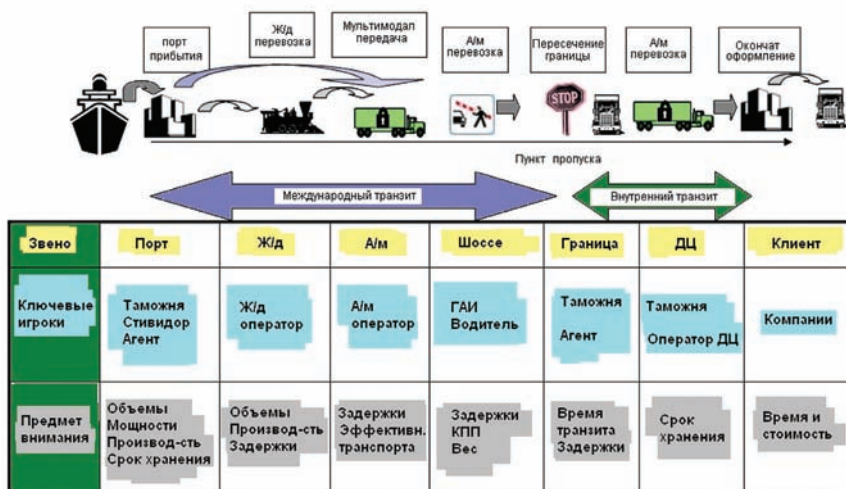 порт
прибытия
Ж/д
перевозка
Мультимодал
передача
А/м
перевозка
Пересечение
границы
А/м
перевозка
Окончат
оформление
STOP
Пункт пропуска
Международный транзит
Внутренний транзит
Звено
Порт
Ж/д
А/м
Шоссе
Граница
ДЦ
Клиент
Ключевые
игроки
Таможня
Стивидор
Агент
Ж/д
оператор
А/м
оператор
ГАИ
Водитель
Таможня
Агент
Таможня
Оператор ДЦ
Компании
Предмет
внимания
Объемы
Мощности
Производ-сть
Срок хранения
Объемы
Производ-сть
Задержки
Задержки
Эффективн.
транспорта
Задержки
КПП
Вес
Время
транзита
Задержки
Срок
хранения
Время и
стоимость